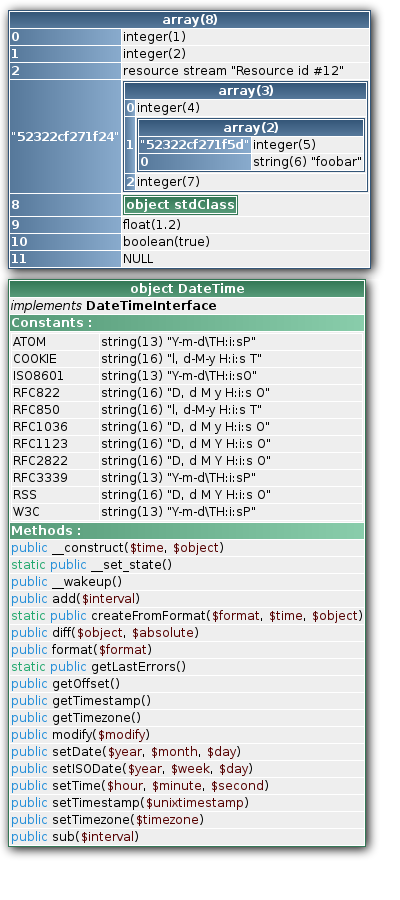 array(8)
0 integer(1)
1 integer(2)
2 resource stream "Resource id #12"
"52322cf271f24" array(3)
0 integer(4)
1 array(2)
"52322cf271f5d" integer(5)
0 string(6) "foobar"
2 integer(7)
8 object stdClass
9 float(1.2)
10 boolean(true)
11 NULL
object DateTime
implements DateTimeInterface
Constants :
ATOM string(13) "Y-m-d\TH:i:sP"
COOKIE string(16) "l, d-M-y H:i:s T"
ISO8601 string(13) "Y-m-d\TH:i:sO"
RFC822 string(16) "D, d M y H:i:s O"
RFC850 string(16) "l, d-M-y H:i:s T"
RFC1036 string(16) "D, d M y H:i:s O"
RFC1123 string(16) "D, d M Y H:i:s O"
RFC2822 string(16) "D, d M Y H:i:s O"
RFC3339 string(13) "Y-m-d\TH:i:sP"
RSS string(16) "D, d M Y H:i:s O"
W3C string(13) "Y-m-d\TH:i:sP"
Methods :
public __construct($time, $object)
static public __set_state()
public __wakeup()
public add($interval)
static public createFromFormat($format, $time, $object)
public diff($object, $absolute)
public format($format)
static public getLastErrors()
public getOffset()
public getTimestamp()
public getTimezone()
public modify($modify)
public setDate($year, $month, $day)
public setISODate($year, $week, $day)
public setTime($hour, $minute, $second)
public setTimestamp($unixtimestamp)
public setTimezone($timezone)
public sub($interval)